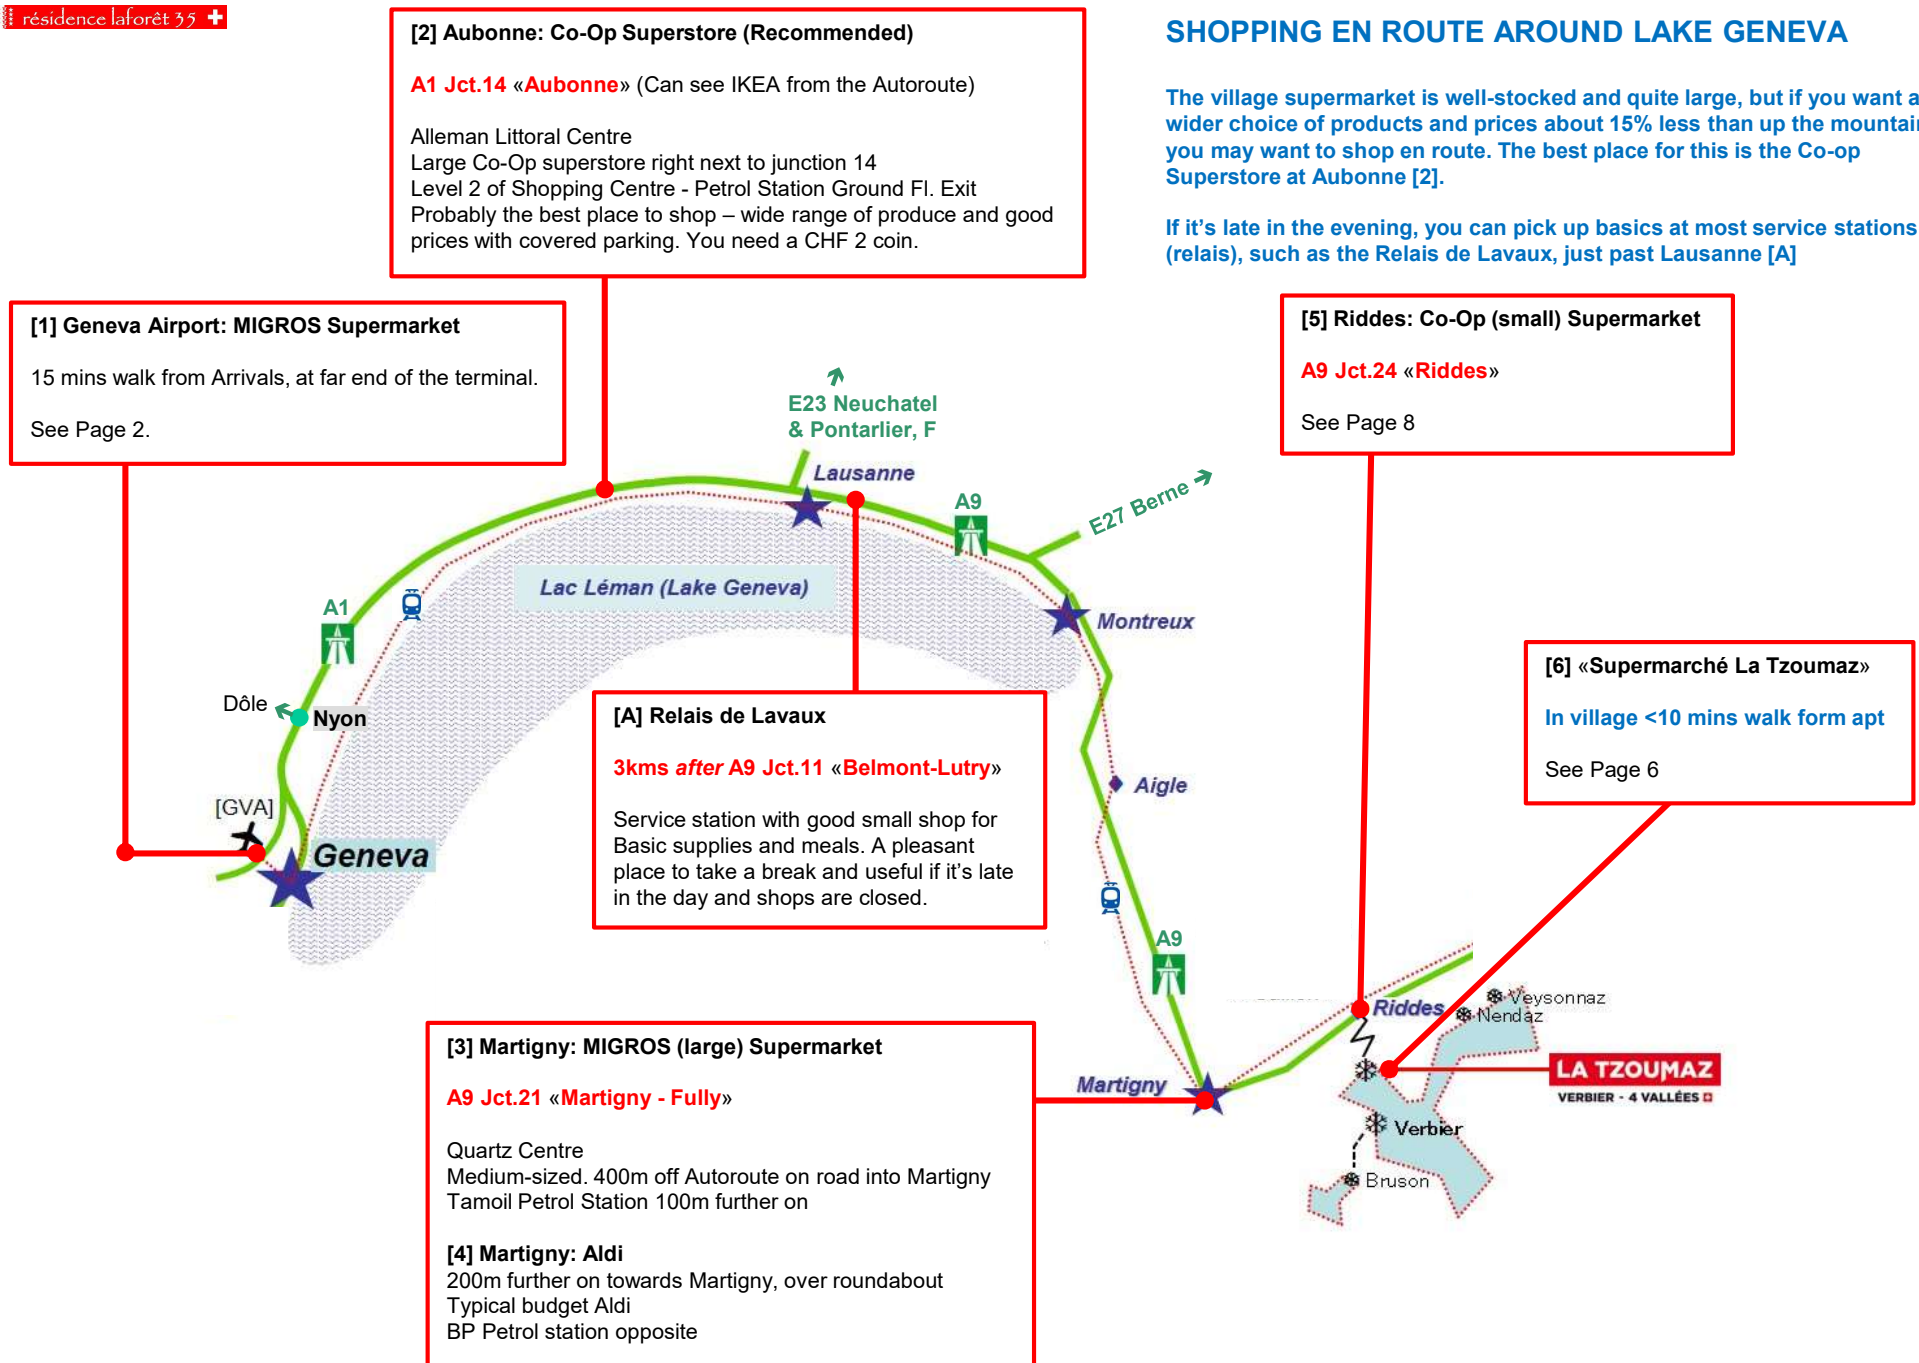 résidence laforêt 35
SHOPPING EN ROUTE AROUND LAKE GENEVA
The village supermarket is well-stocked and quite large, but if you want a
wider choice of products and prices about 15% less than up the
you may want to shop en route. The best place for this is the Co-op
Superstore at Aubonne [2].
If it's late in the evening, you can pick up basics at most service stations
(relais), such as the Relais de Lavaux, just past Lausanne [A]
[2] Aubonne: Co-Op Superstore (Recommended)
A1 Jct.14 «Aubonne» (Can see IKEA from the Autoroute)
Alleman Littoral Centre
Large Co-Op superstore right next to junction 14
Level 2 of Shopping Centre - Petrol Station Ground Fl. Exit
Probably the best place to shop – wide range of produce and good
prices with covered parking. You need a CHF 2 coin.
[1] Geneva Airport: MIGROS Supermarket
15 mins walk from Arrivals, at far end of the terminal.
See Page 2.
[5] Riddes: Co-Op (small) Supermarket
A9 Jct.24 «Riddes»
See Page 8
E23 Neuchatel
& Pontarlier, F
Lausanne
A9
E27 Berne
Lac Léman (Lake Geneva)
A1
Montreux
Dôle
Nyon
[GVA]
Geneva
[A] Relais de Lavaux
3kms after A9 Jct.11 «Belmont-Lutry»
Service station with good small shop for
Basic supplies and meals. A pleasant
place to take a break and useful if it's late
in the day and shops are closed.
Aigle
A9
[6] «Supermarché La Tzoumaz»
In village <10 mins walk form apt
See Page 6
Riddes
Veysonnaz
Nendaz
Martigny
LA TZOUMAZ
VERBIER - 4 VALLÉES
Verbier
Bruson
[3] Martigny: MIGROS (large) Supermarket
A9 Jct.21 «Martigny - Fully»
Quartz Centre
Medium-sized. 400m off Autoroute on road into Martigny
Tamoil Petrol Station 100m further on
[4] Martigny: Aldi
200m further on towards Martigny, over roundabout
Typical budget Aldi
BP Petrol station opposite